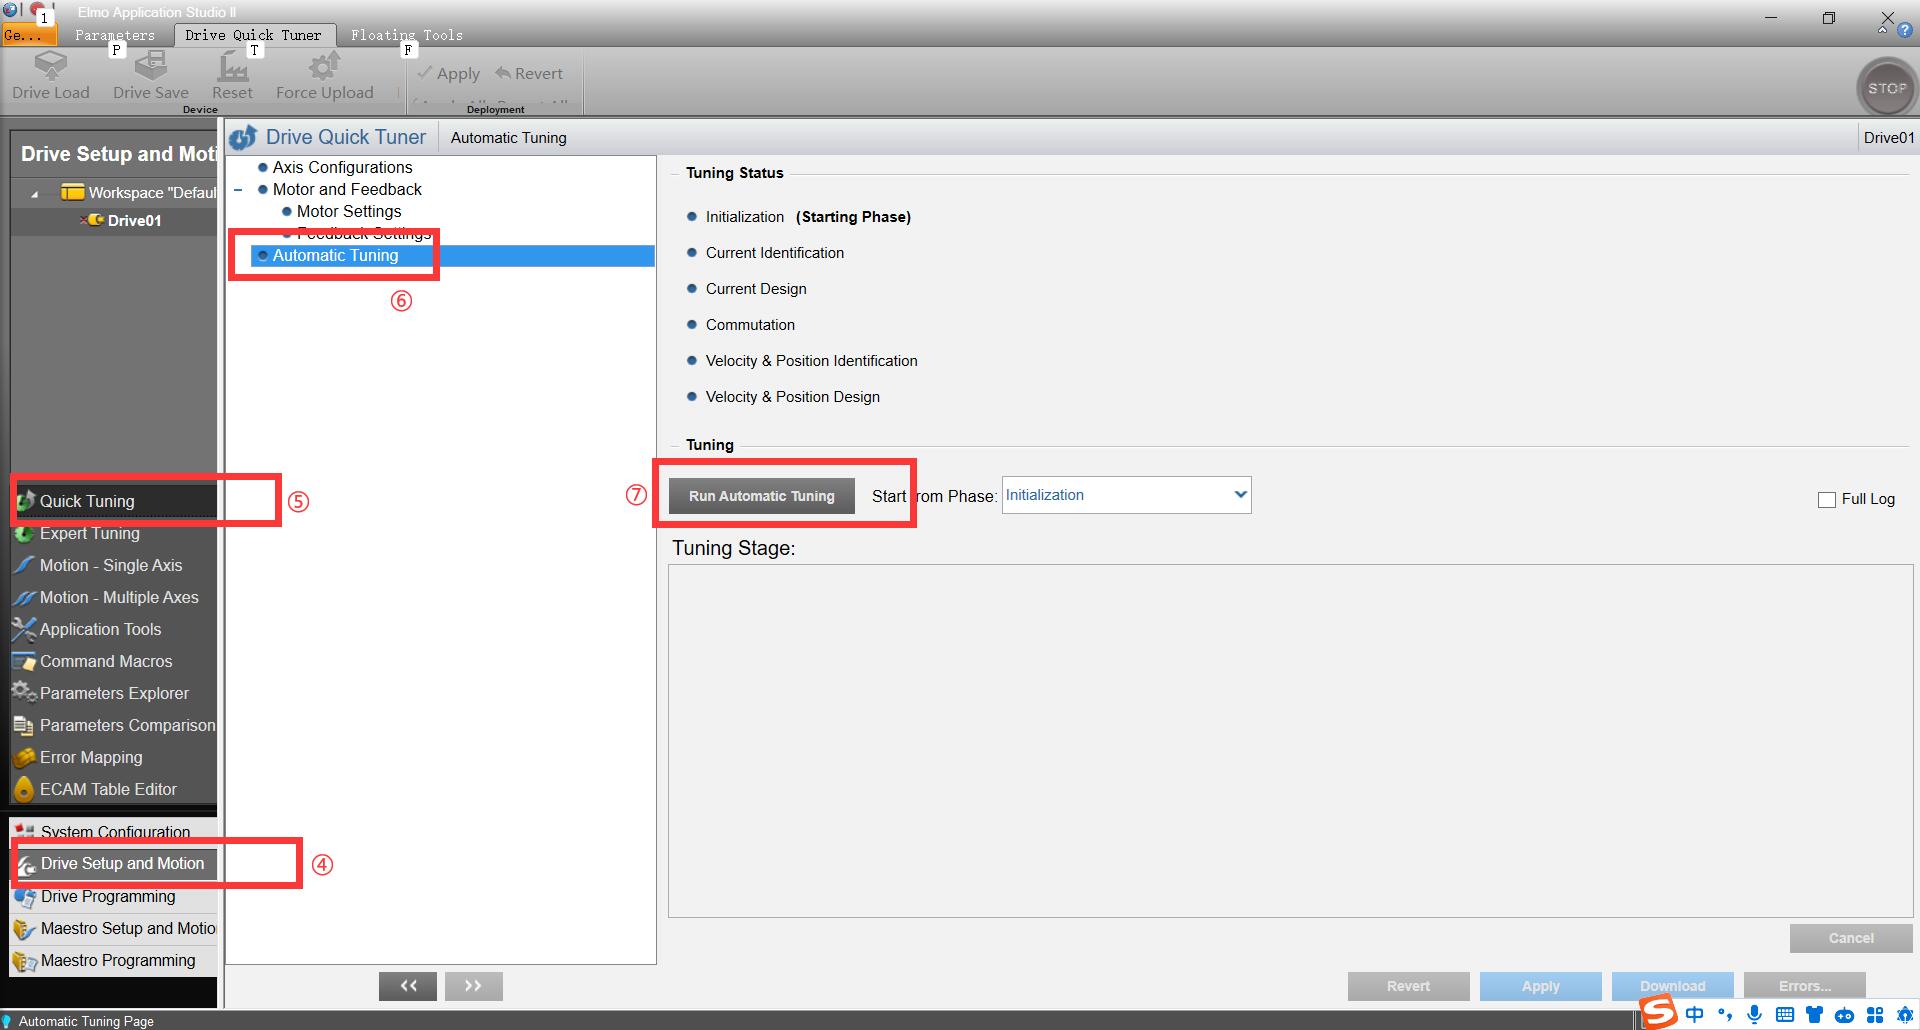 Elmo Application Studio II
1
Ge...
Parameters
Drive Quick Tuner
Floating Tools
P
T
F
Drive Load
Drive Save
Reset
Force Upload
Apply
Revert
Device
Deployment
STOP
Drive Setup and Moti
Workspace "Defaul
Drive01
Drive Quick Tuner
Automatic Tuning
Drive01
Axis Configurations
Motor and Feedback
Motor Settings
Feedback Settings
Automatic Tuning
⑥
Tuning Status
Initialization (Starting Phase)
Current Identification
Current Design
Commutation
Velocity & Position Identification
Velocity & Position Design
Tuning
⑦
Run Automatic Tuning
Start from Phase:
Initialization
Full Log
Tuning Stage:
Quick Tuning
⑤
Expert Tuning
Motion - Single Axis
Motion - Multiple Axes
Application Tools
Command Macros
Parameters Explorer
Parameters Comparison
Error Mapping
ECAM Table Editor
System Configuration
Drive Setup and Motion
④
Drive Programming
Maestro Setup and Motio
Maestro Programming
Cancel
<<
>>
Revert
Apply
Download
Errors...
Automatic Tuning Page
S
中